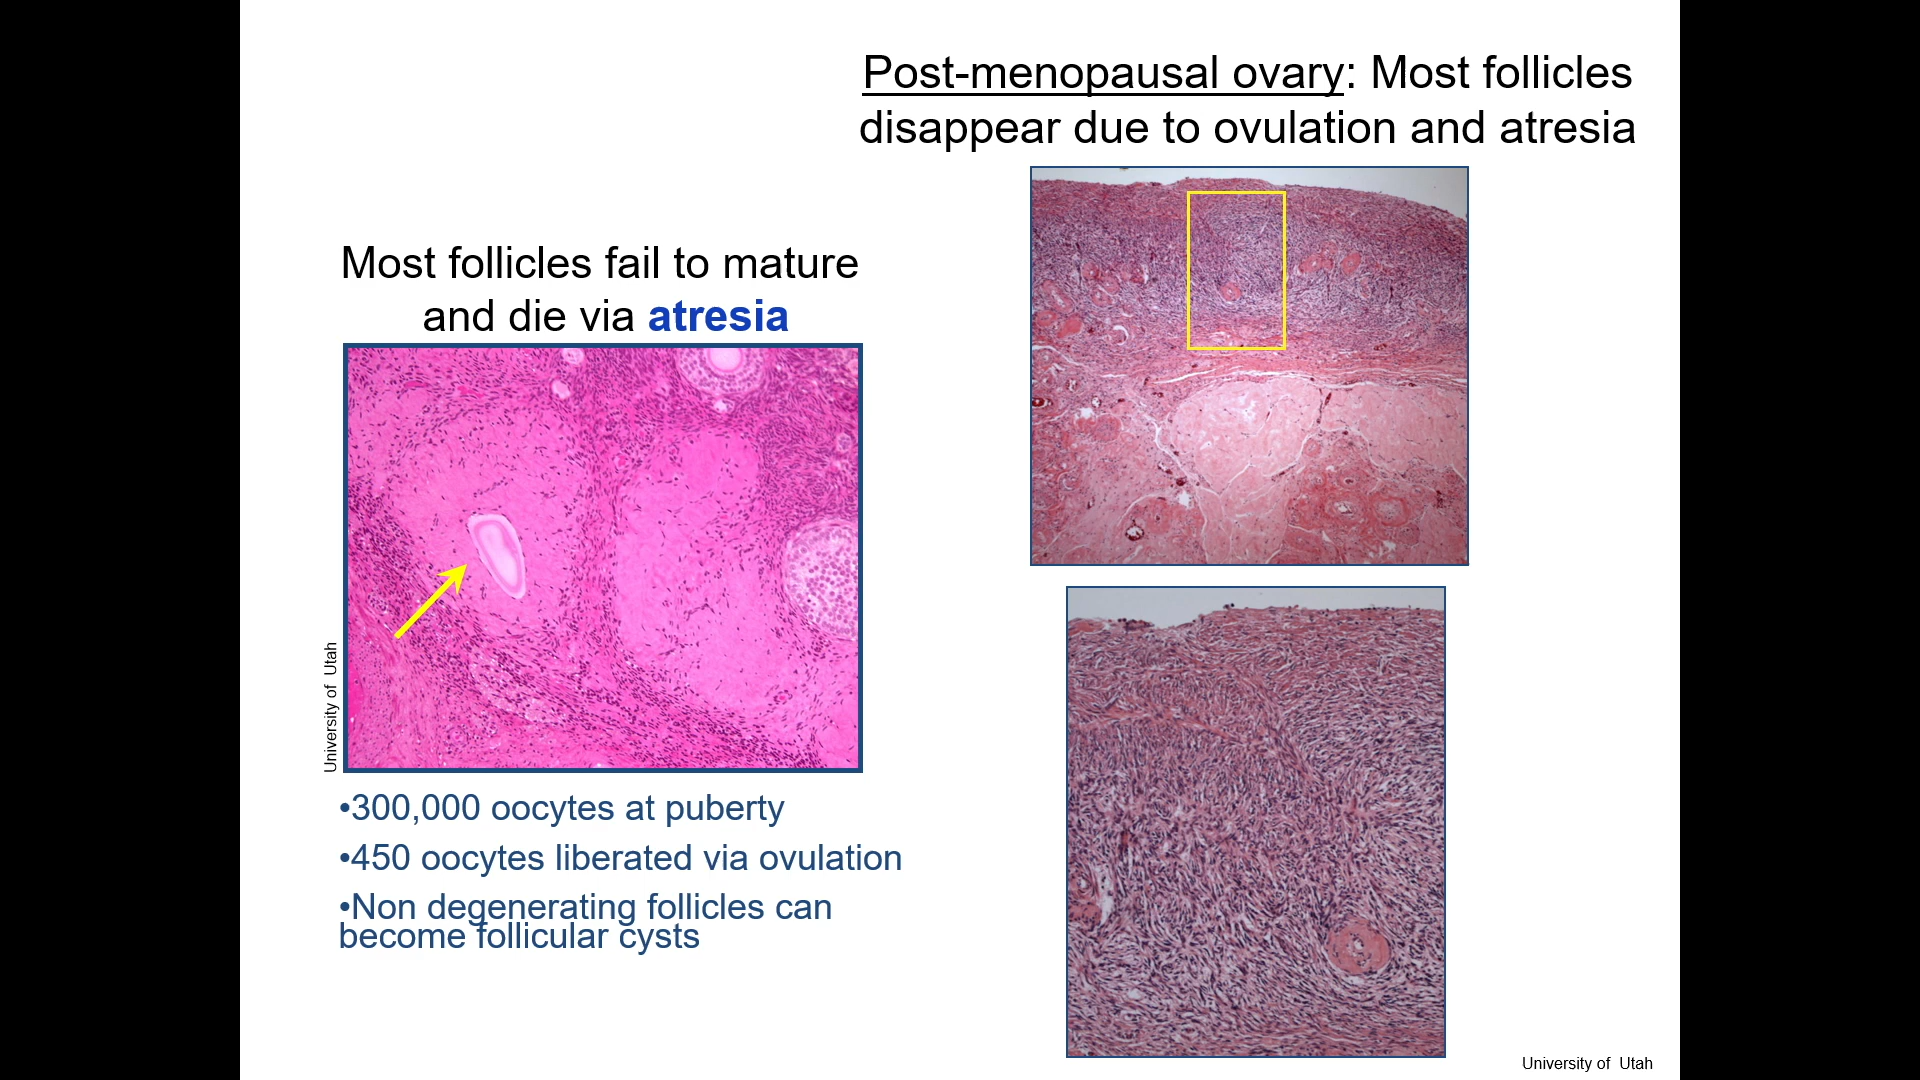 Post-menopausal ovary: Most follicles
disappear due to ovulation and atresia
Most follicles fail to mature
and die via atresia
University of Utah
•300,000 oocytes at puberty
•450 oocytes liberated via ovulation
•Non degenerating follicles can
become follicular cysts
University of Utah